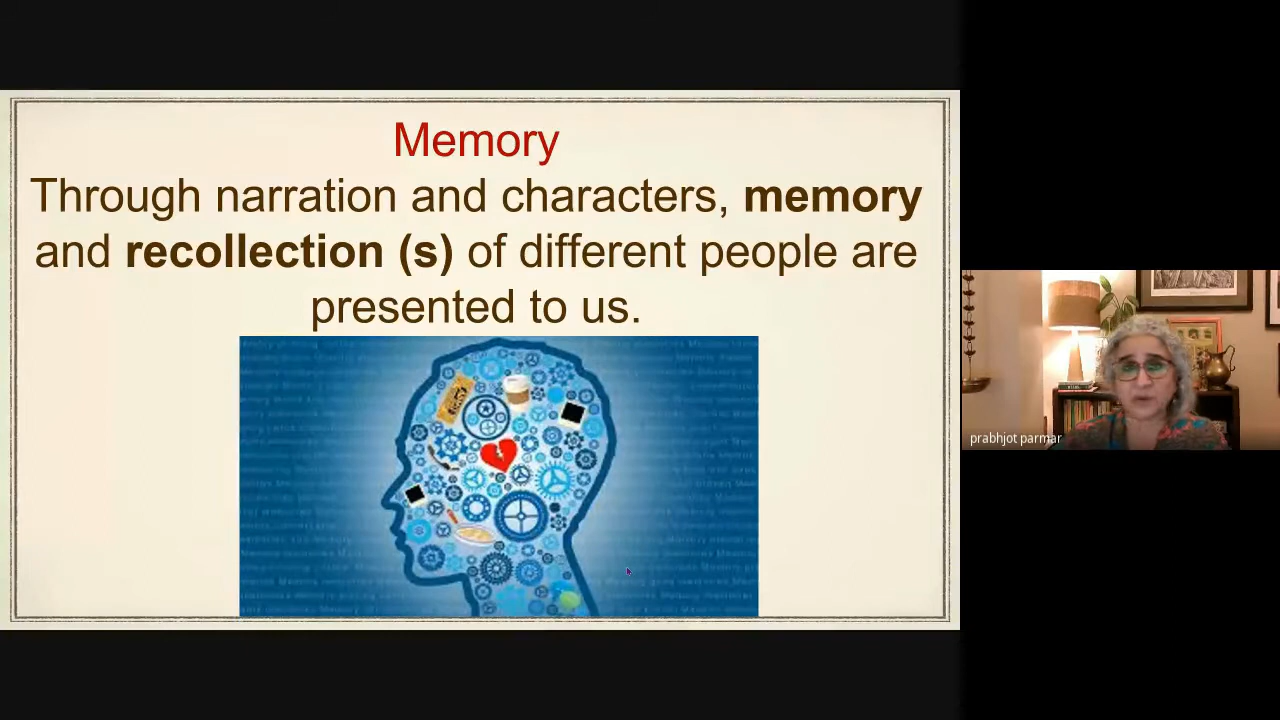 Memory
Through narration and characters, memory
and recollection (s) of different people are
presented to us.
prabhjot parmar